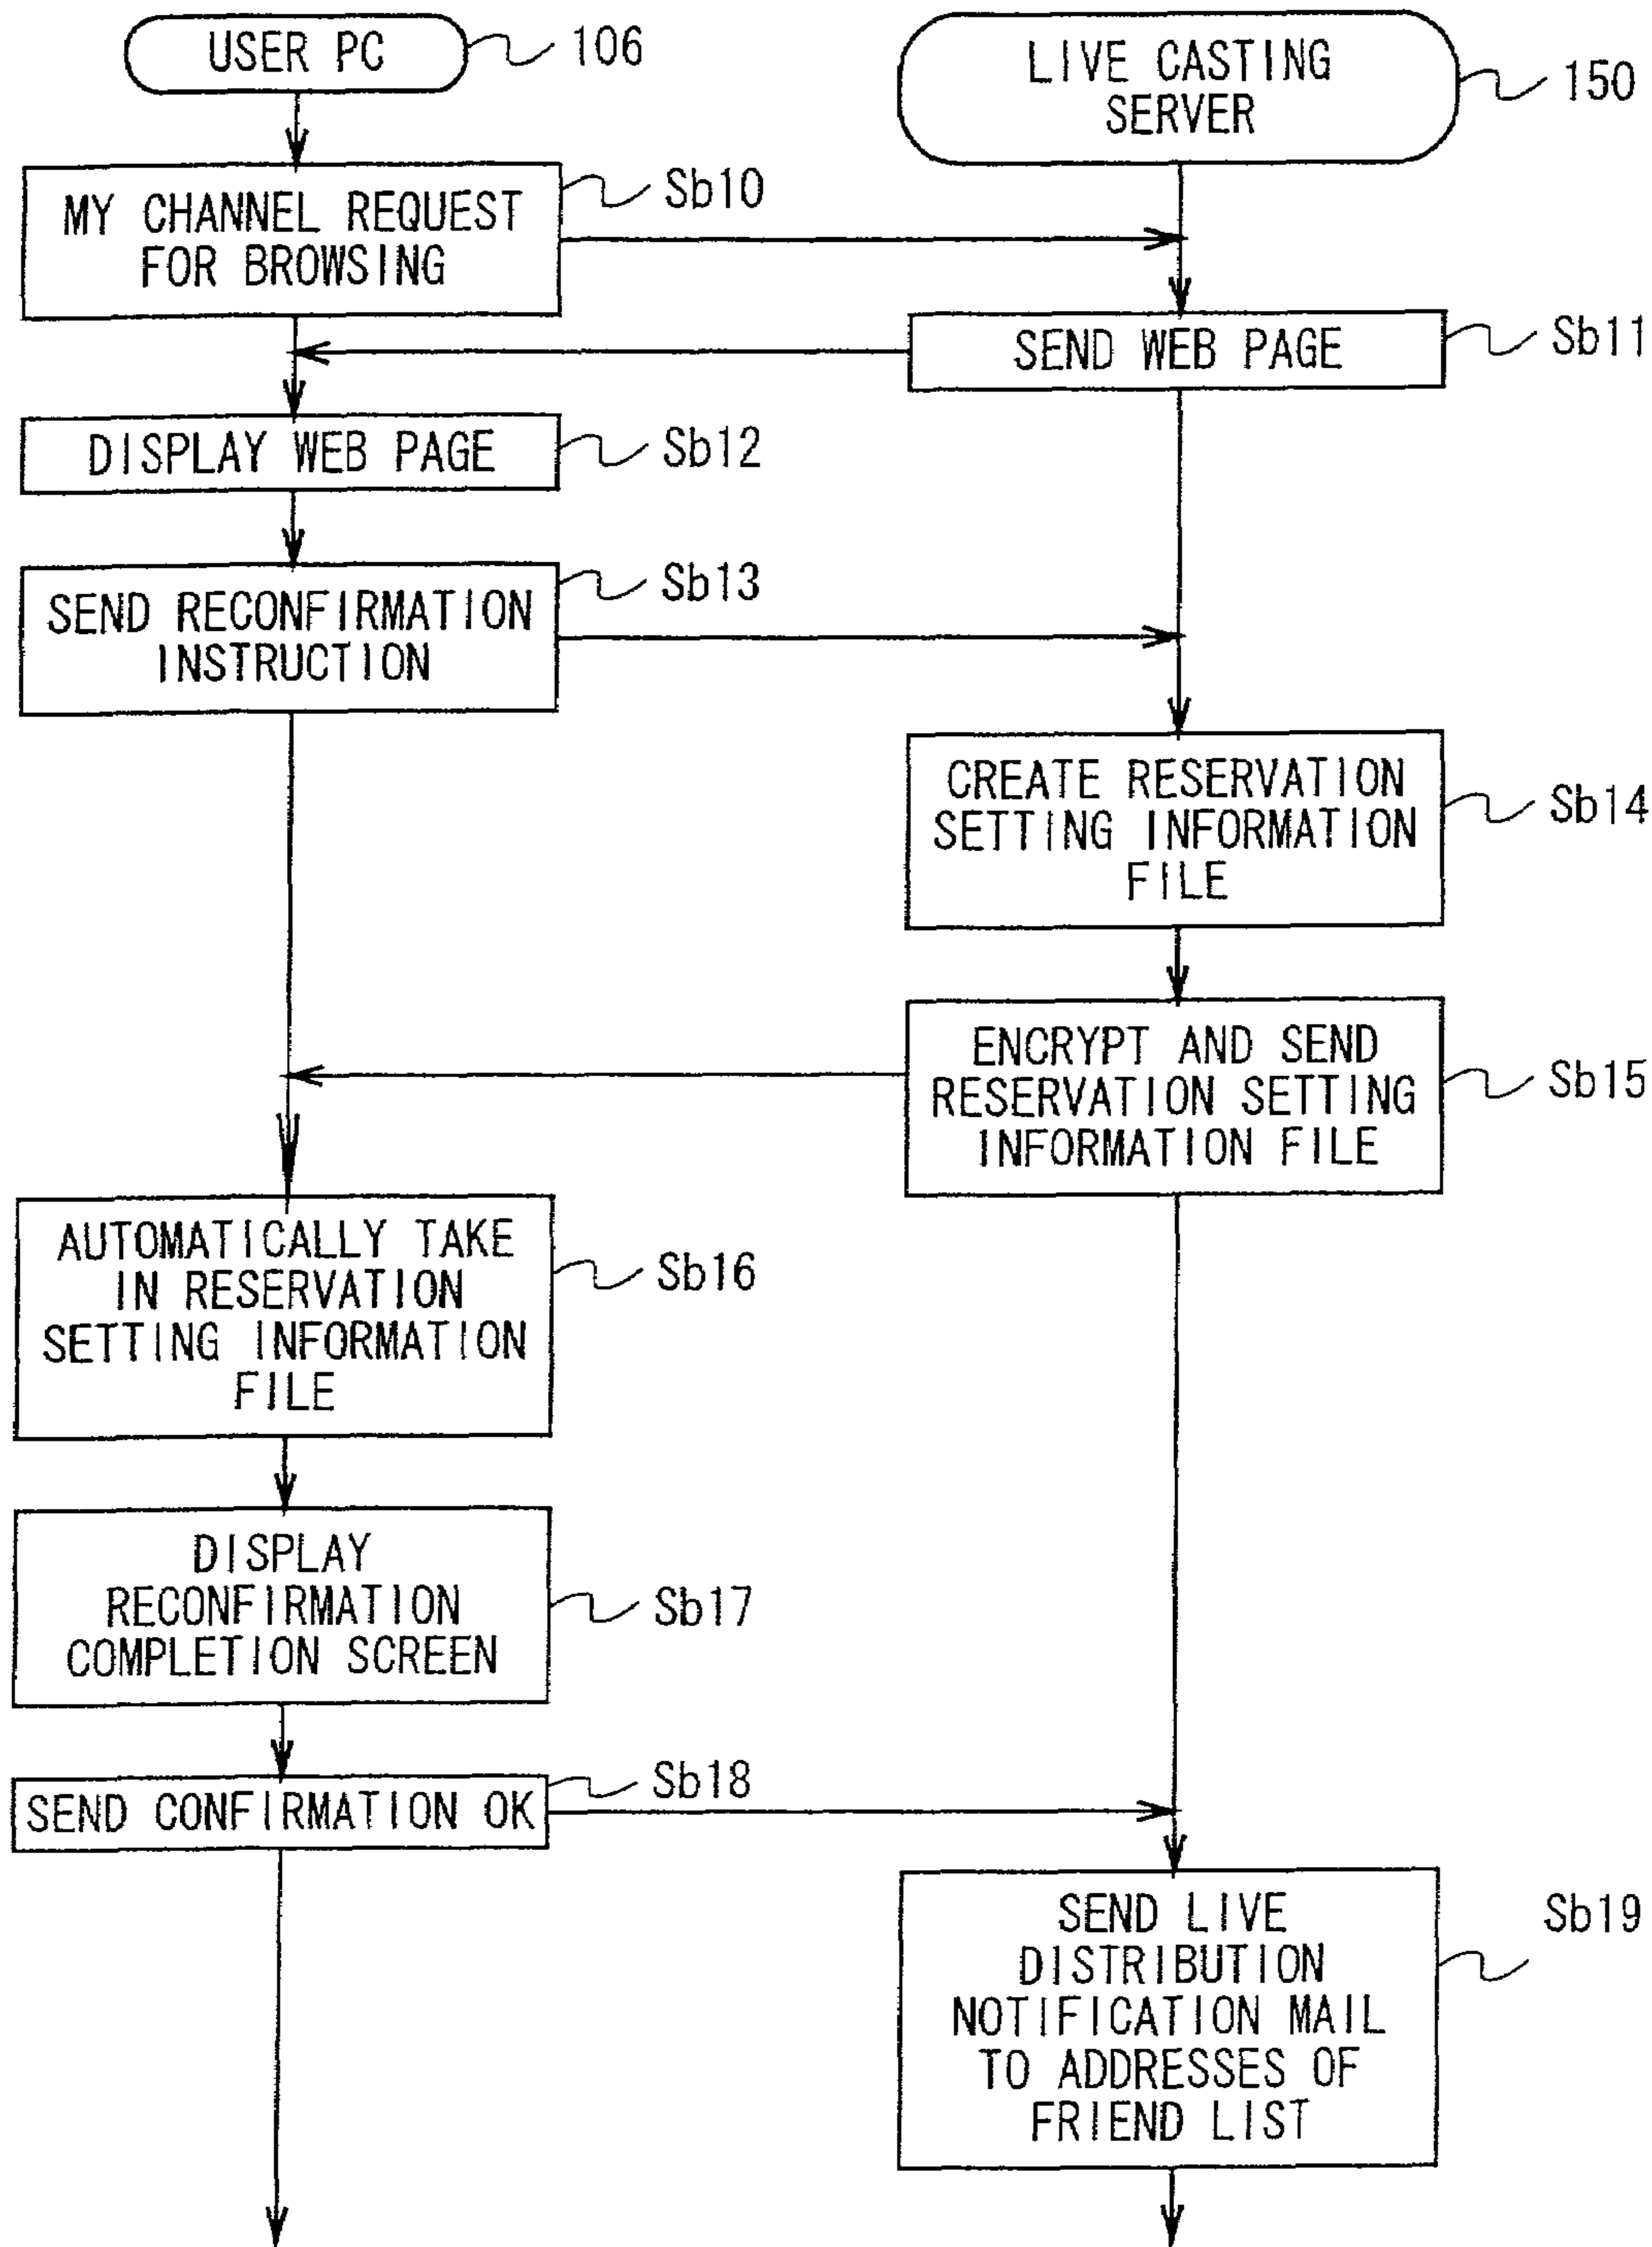 USER PC
106
LIVE CASTING
SERVER
150
MY CHANNEL REQUEST
FOR BROWSING
Sb10
SEND WEB PAGE
Sb11
DISPLAY WEB PAGE
Sb12
SEND RECONFIRMATION
INSTRUCTION
Sb13
CREATE RESERVATION
SETTING INFORMATION
FILE
Sb14
ENCRYPT AND SEND
RESERVATION SETTING
INFORMATION FILE
Sb15
AUTOMATICALLY TAKE
IN RESERVATION
SETTING INFORMATION
FILE
Sb16
DISPLAY
RECONFIRMATION
COMPLETION SCREEN
Sb17
SEND CONFIRMATION OK
Sb18
SEND LIVE
DISTRIBUTION
NOTIFICATION MAIL
TO ADDRESSES OF
FRIEND LIST
Sb19